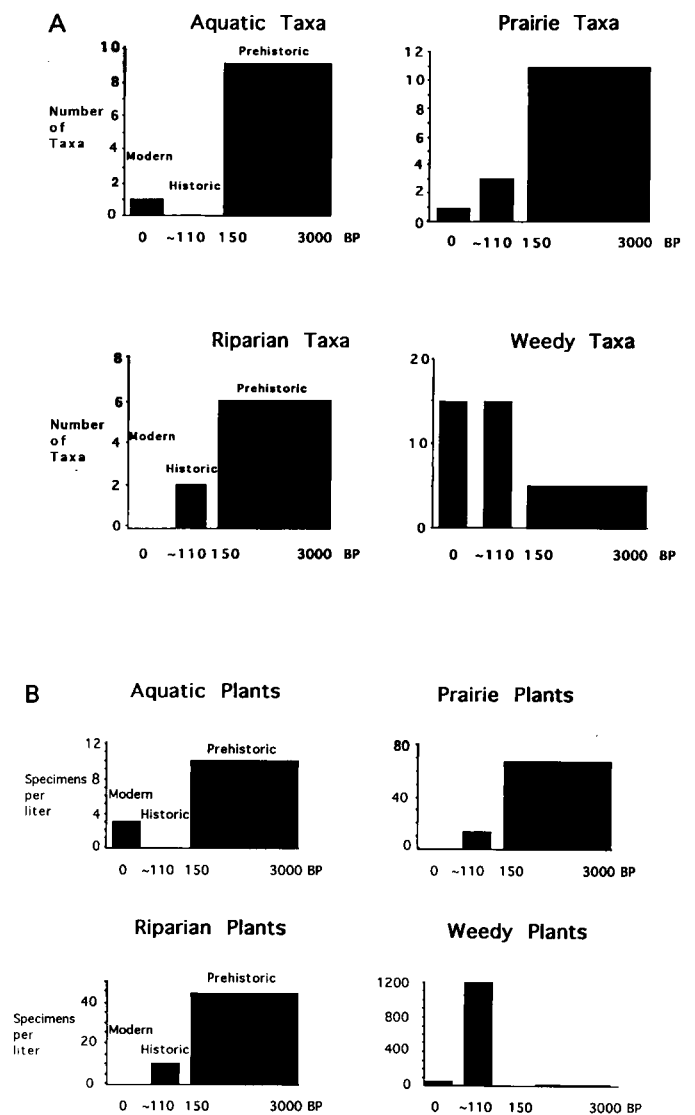 A
Aquatic Taxa
Prairie Taxa
10
8
6
4
2
0
Number
of
Taxa
Modern
Historic
Prehistoric
0 ~110 150 3000 BP
12
10
8
6
4
2
0
0 ~110 150 3000 BP
Riparian Taxa
Weedy Taxa
8
6
4
2
0
Number
of
Taxa
Modern
Historic
Prehistoric
0 ~110 150 3000 BP
20
10
0
0 ~110 150 3000 BP
B
Aquatic Plants
Prairie Plants
12
8
4
0
Specimens
per
liter
Modern
Historic
Prehistoric
0 ~110 150 3000 BP
80
40
0
0 ~110 150 3000 BP
Riparian Plants
Weedy Plants
40
20
0
Specimens
per
liter
Modern
Historic
Prehistoric
0 ~110 150 3000 BP
1200
800
400
0
0 ~110 150 3000 BP